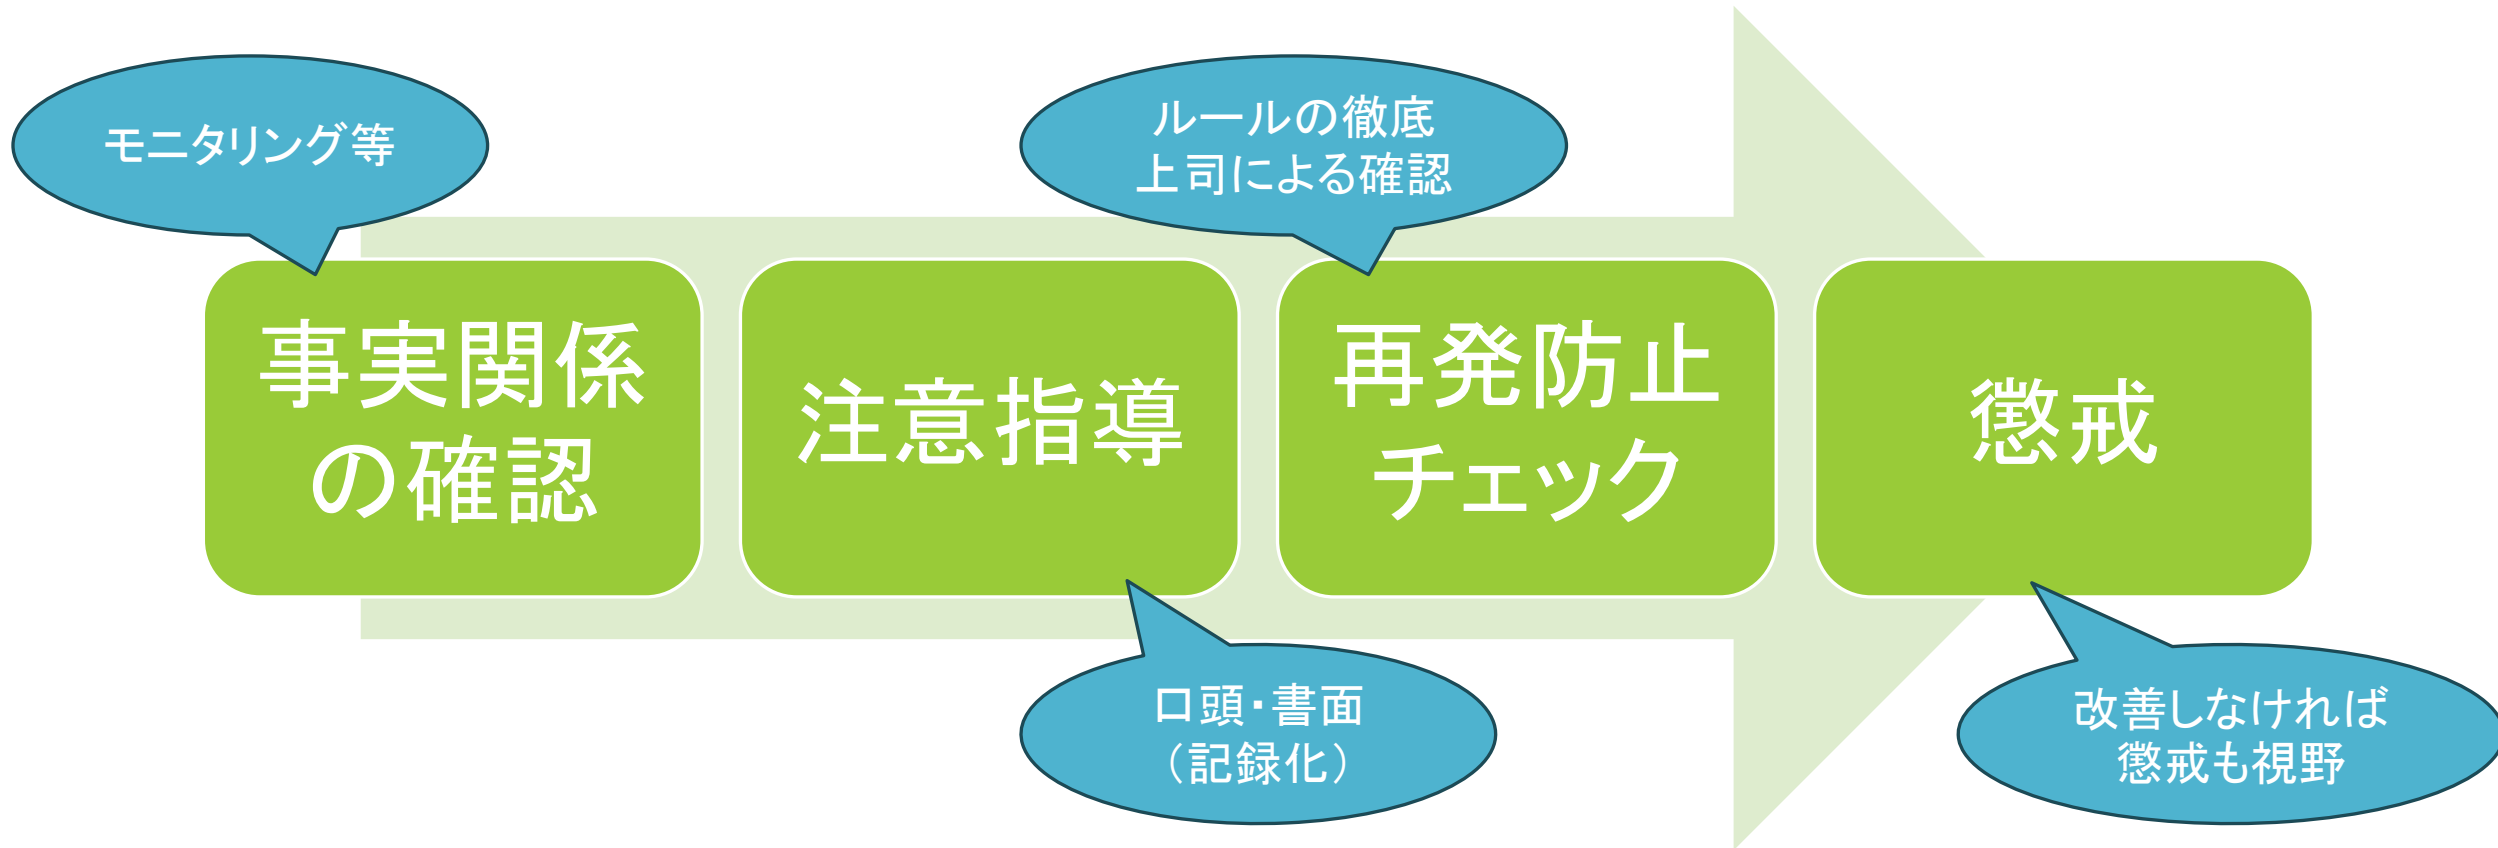 モニタリング等
ルールの徹底
上司による確認
事実関係
の確認
注意指導
再発防止
チェック
懲戒
口頭・書面
（記録化）
改善しなければ
懲戒も視野